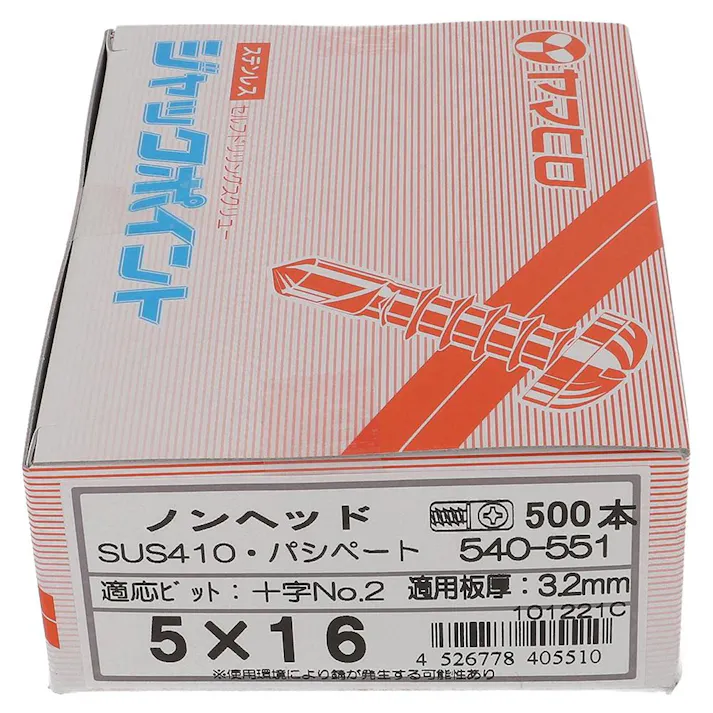 ヤマヒロ
ステンレス
セルフドリリングスクリュー
ジャックポイント
ノンヘッド 500本
SUS410・パシペート 540-551
適応ビット：十字No.2 適用板厚：3.2mm
101221C
5×16
4 526778 405510
※使用環境により錆が発生する可能性あり